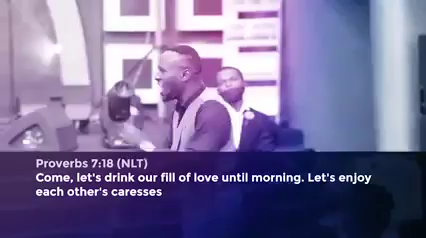 Proverbs 7:18 (NLT)
Come, let's drink our fill of love until morning. Let's enjoy
each other's caresses